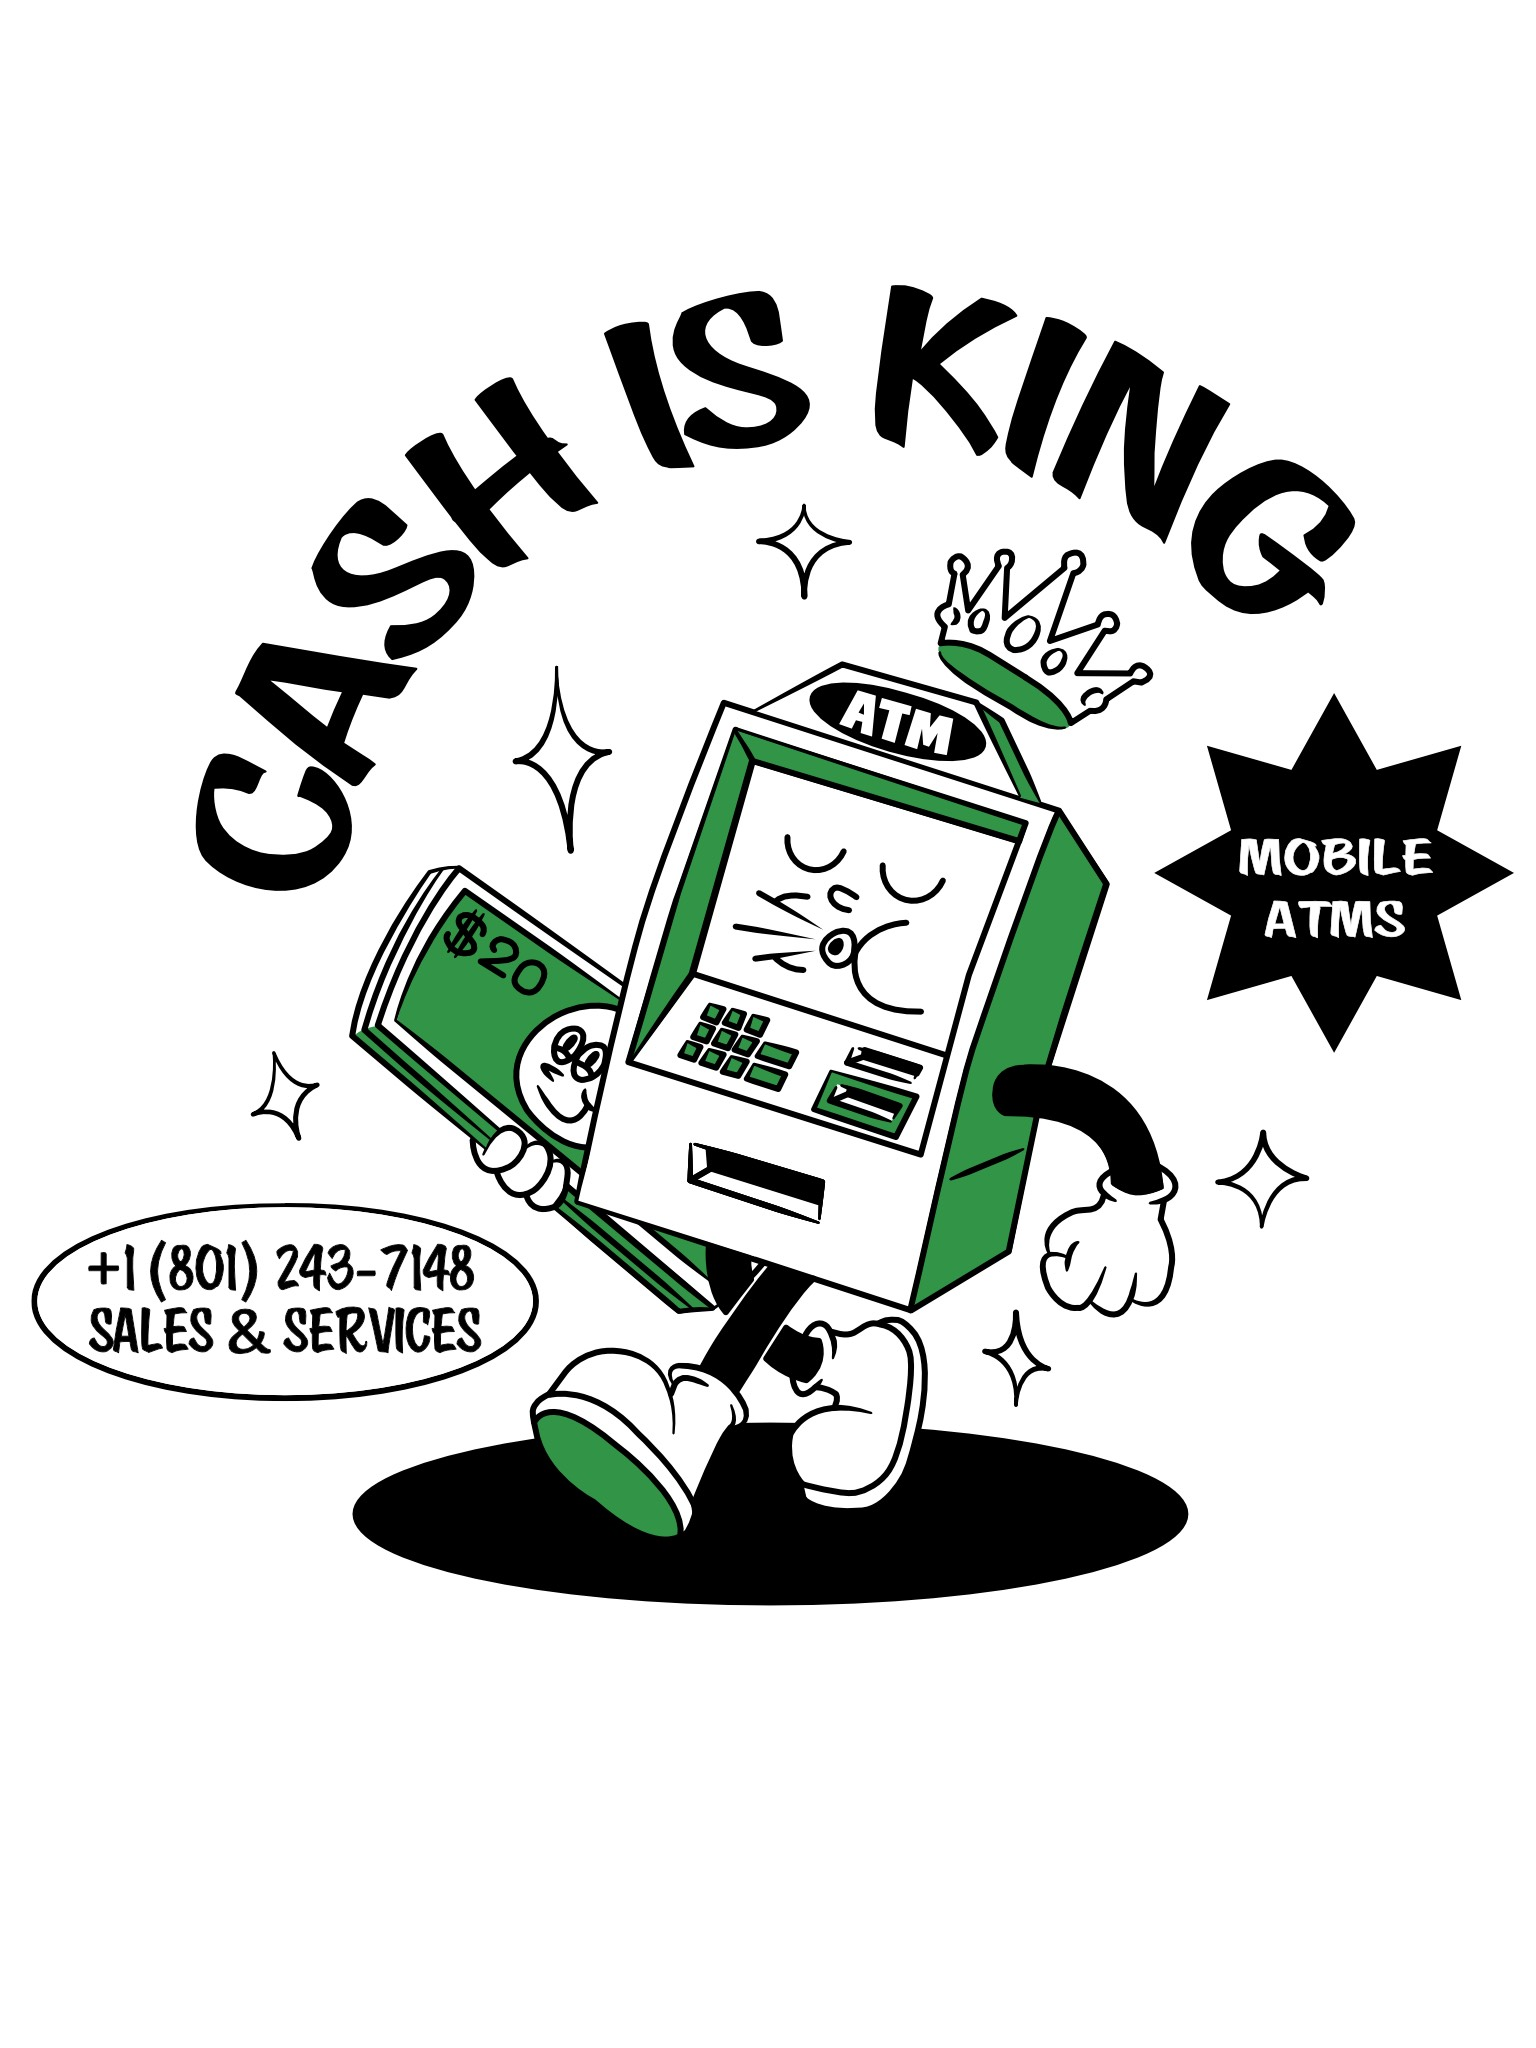 CASH IS KING
ATM
MOBILE
ATMS
$20
+1 (801) 243-7148
SALES & SERVICES